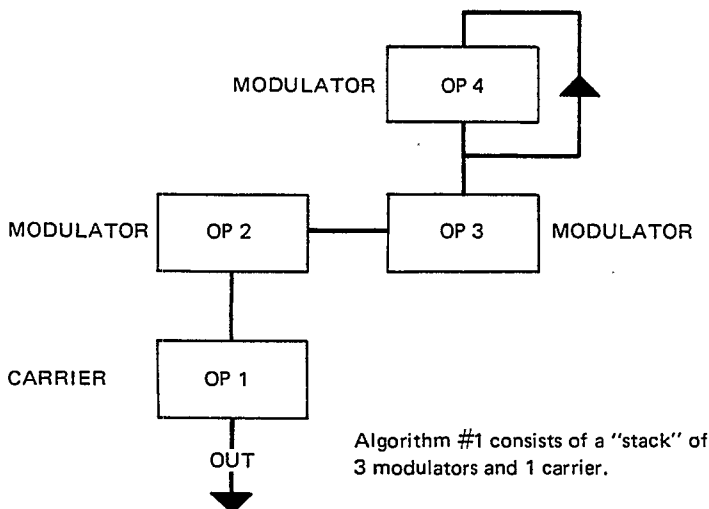 MODULATOR
OP 4
MODULATOR
OP 2
OP 3
MODULATOR
CARRIER
OP 1
OUT
Algorithm #1 consists of a "stack" of
3 modulators and 1 carrier.